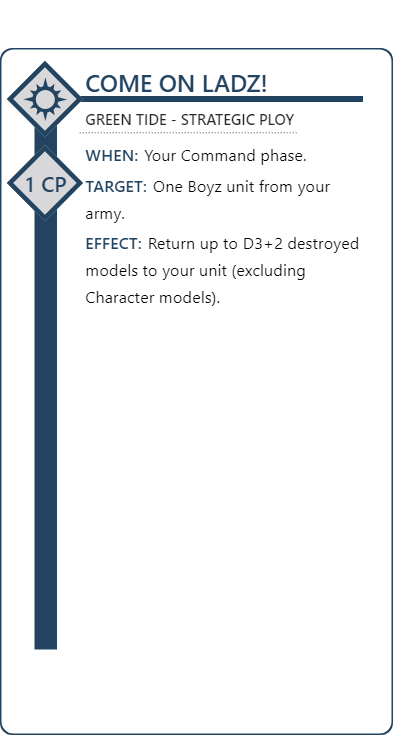 COME ON LADZ!
GREEN TIDE - STRATEGIC PLOY
WHEN: Your Command phase.
1 CP
TARGET: One Boyz unit from your
army.
EFFECT: Return up to D3+2 destroyed
models to your unit (excluding
Character models).